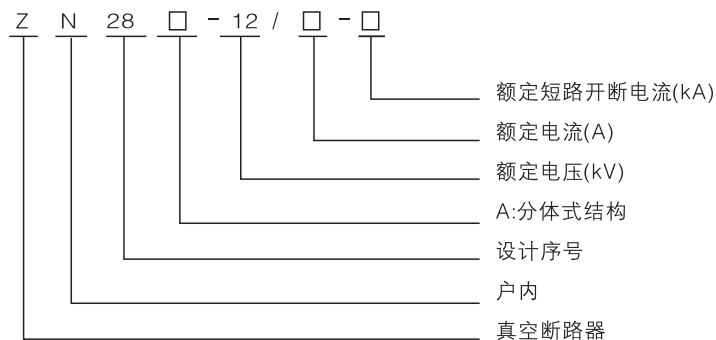 Z N 28 □ - 12 / □ - □
额定短路开断电流(kA)
额定电流(A)
额定电压(kV)
A:分体式结构
设计序号
户内
真空断路器